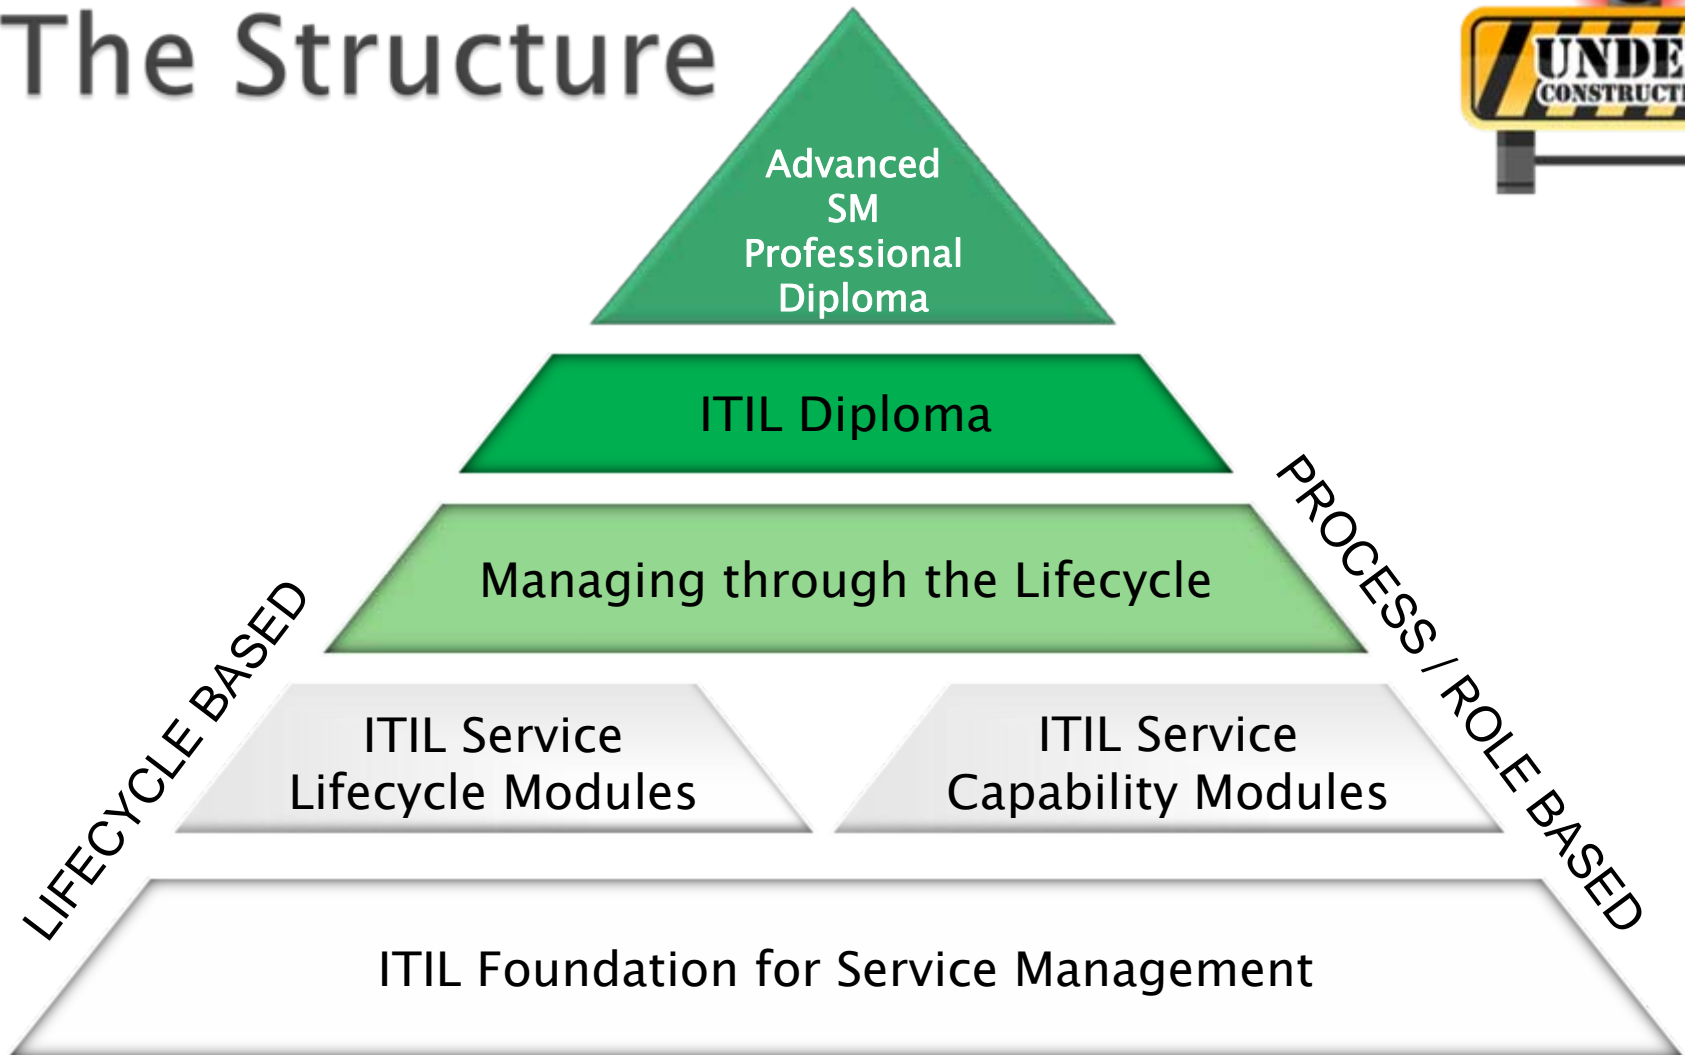 The Structure
Advanced
SM
Professional
Diploma
ITIL Diploma
Managing through the Lifecycle
ITIL Service
Lifecycle Modules
ITIL Service
Capability Modules
ITIL Foundation for Service Management
LIFECYCLE BASED
PROCESS / ROLE BASED